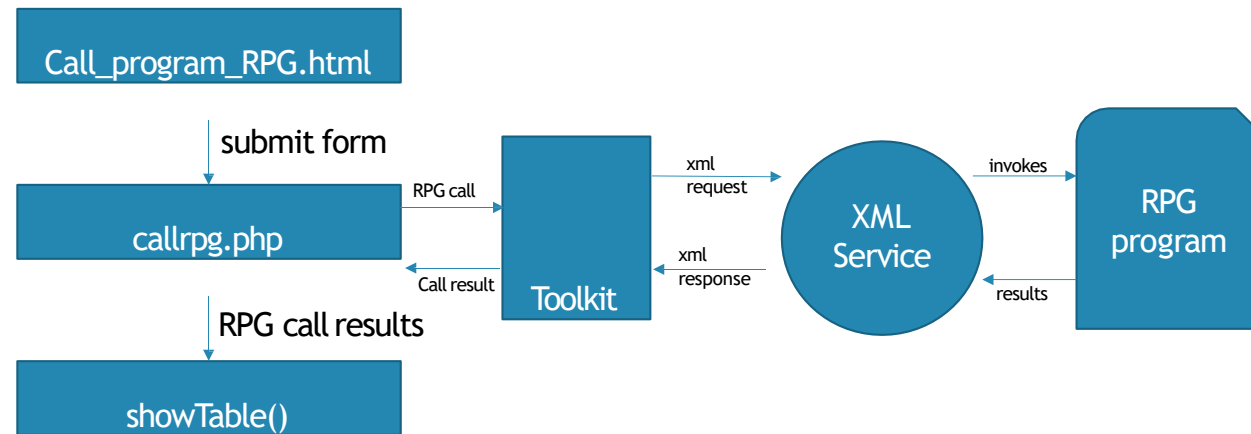 Call_program_RPG.html
submit form
callrpg.php
RPG call
Call result
Toolkit
xml
request
xml
response
XML
Service
invokes
results
RPG
program
RPG call results
showTable()